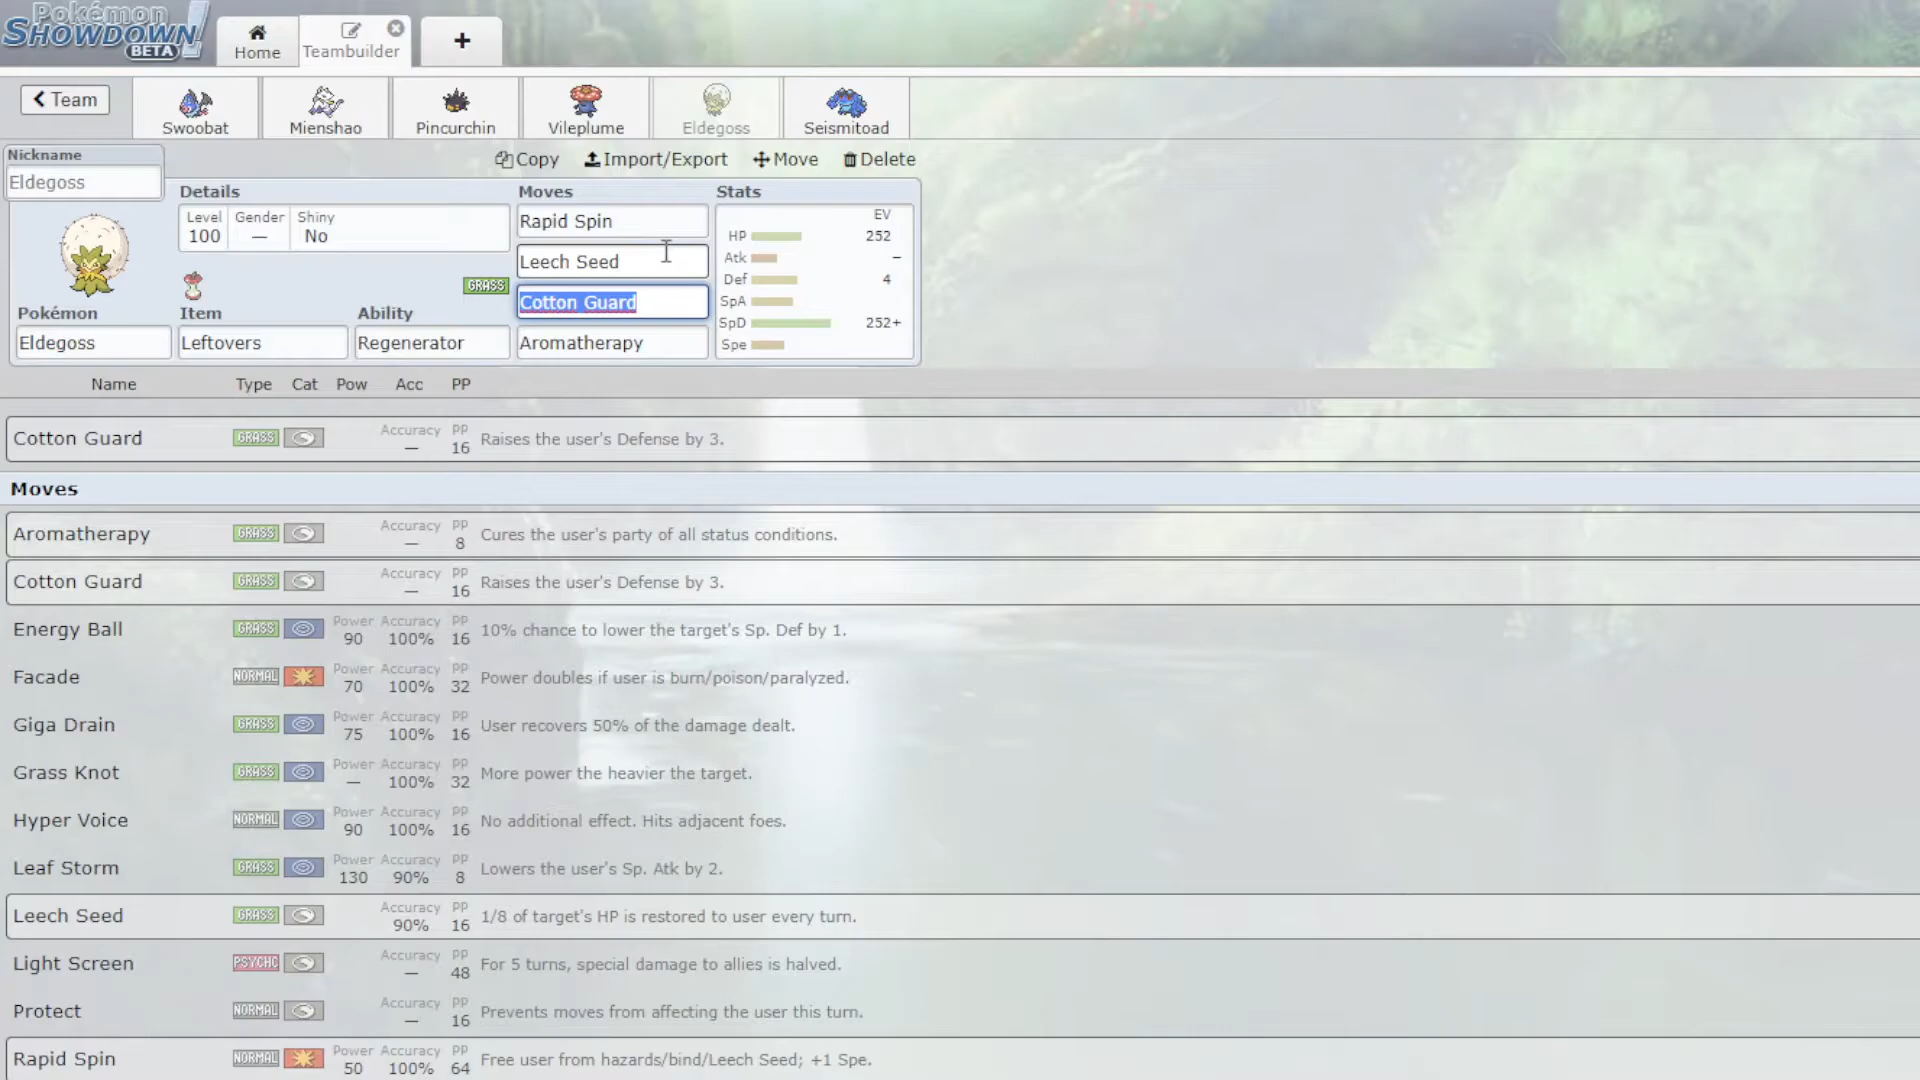 Pokémon
SHOWDOWN!
BETA
Home
Teambuilder
+
Team
Swoobat
Mienshao
Pincurchin
Vileplume
Eldegoss
Seismitoad
Nickname
Eldegoss
Copy Import/Export Move Delete
Details
Moves
Stats
Level Gender Shiny
100 — No
Rapid Spin
Leech Seed
GRASS
Cotton Guard
Aromatherapy
EV
HP 252
Atk –
Def 4
SpA
SpD 252+
Spe
Pokémon Item Ability
Eldegoss Leftovers Regenerator
Name Type Cat Pow Acc PP
Cotton Guard GRASS Accuracy — PP 16 Raises the user's Defense by 3.
Moves
Aromatherapy GRASS Accuracy — PP 8 Cures the user's party of all status conditions.
Cotton Guard GRASS Accuracy — PP 16 Raises the user's Defense by 3.
Energy Ball GRASS Power 90 Accuracy 100% PP 16 10% chance to lower the target's Sp. Def by 1.
Facade NORMAL Power 70 Accuracy 100% PP 32 Power doubles if user is burn/poison/paralyzed.
Giga Drain GRASS Power 75 Accuracy 100% PP 16 User recovers 50% of the damage dealt.
Grass Knot GRASS Power — Accuracy 100% PP 32 More power the heavier the target.
Hyper Voice NORMAL Power 90 Accuracy 100% PP 16 No additional effect. Hits adjacent foes.
Leaf Storm GRASS Power 130 Accuracy 90% PP 8 Lowers the user's Sp. Atk by 2.
Leech Seed GRASS Accuracy 90% PP 16 1/8 of target's HP is restored to user every turn.
Light Screen PSYCHC Accuracy — PP 48 For 5 turns, special damage to allies is halved.
Protect NORMAL Accuracy — PP 16 Prevents moves from affecting the user this turn.
Rapid Spin NORMAL Power 50 Accuracy 100% PP 64 Free user from hazards/bind/Leech Seed; +1 Spe.